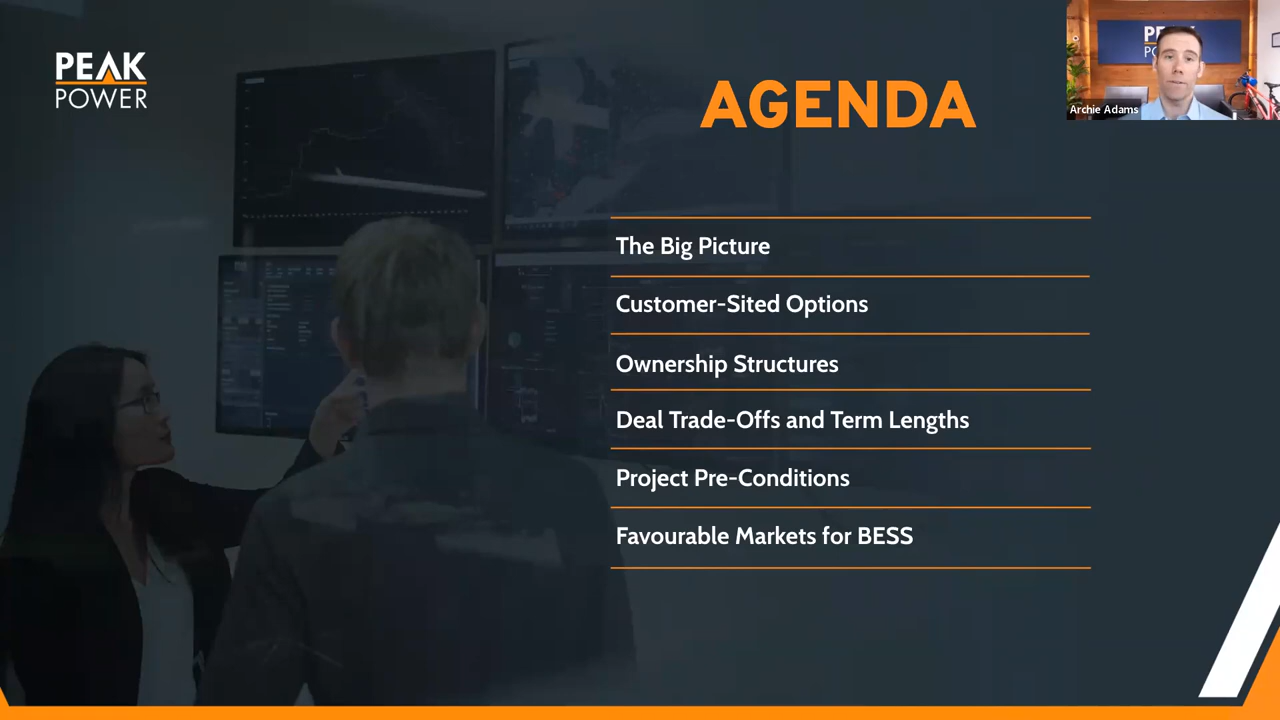 PEAK
POWER
AGENDA
Archie Adams
The Big Picture
Customer-Sited Options
Ownership Structures
Deal Trade-Offs and Term Lengths
Project Pre-Conditions
Favourable Markets for BESS